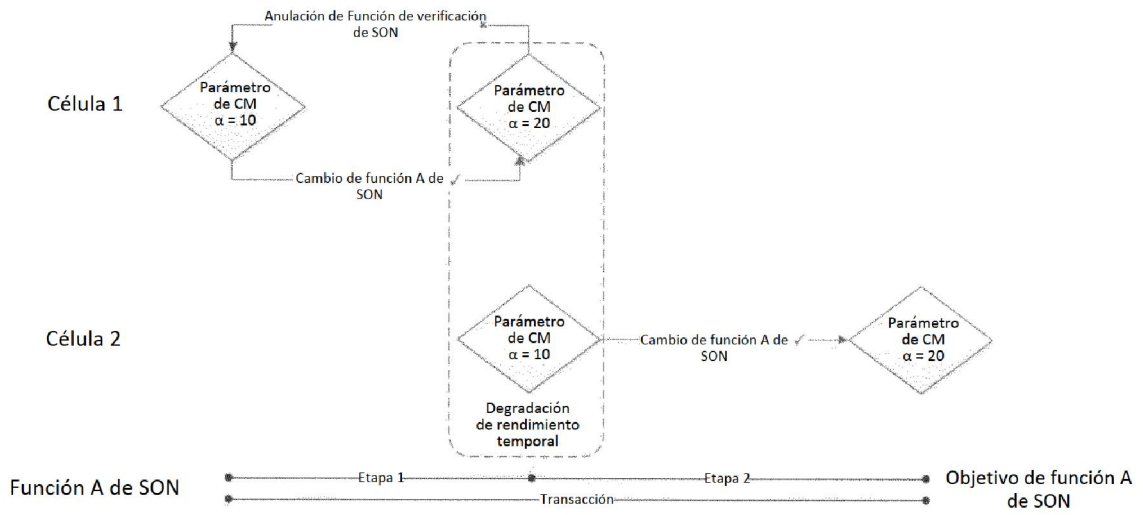 Anulación de Función de verificación
de SON
Célula 1
Parámetro
de CM
α = 10
Parámetro
de CM
α = 20
Cambio de función A de
SON
Célula 2
Parámetro
de CM
α = 10
Cambio de función A de
SON
Parámetro
de CM
α = 20
Degradación
de rendimiento
temporal
Función A de SON
Etapa 1
Etapa 2
Transacción
Objetivo de función A
de SON